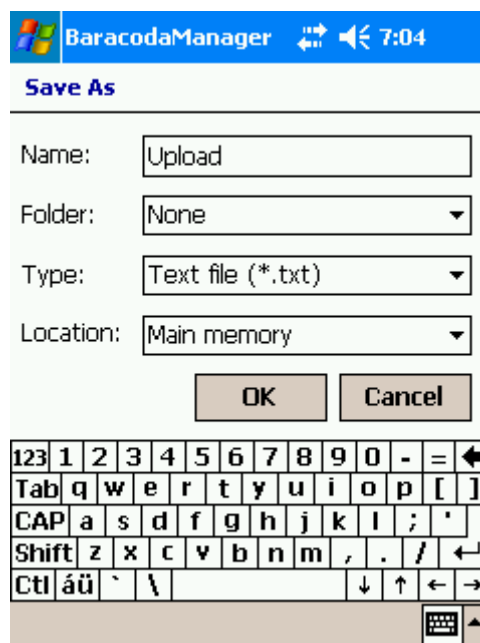 BaracodaManager 7:04
Save As
Name: Upload
Folder: None
Type: Text file (*.txt)
Location: Main memory
OK Cancel
123 1 2 3 4 5 6 7 8 9 0 - =
Tab q w e r t y u i o p [ ]
CAP a s d f g h j k l ; '
Shift z x c v b n m , . /
Ctl áü ` \ ↓ ↑ ← →